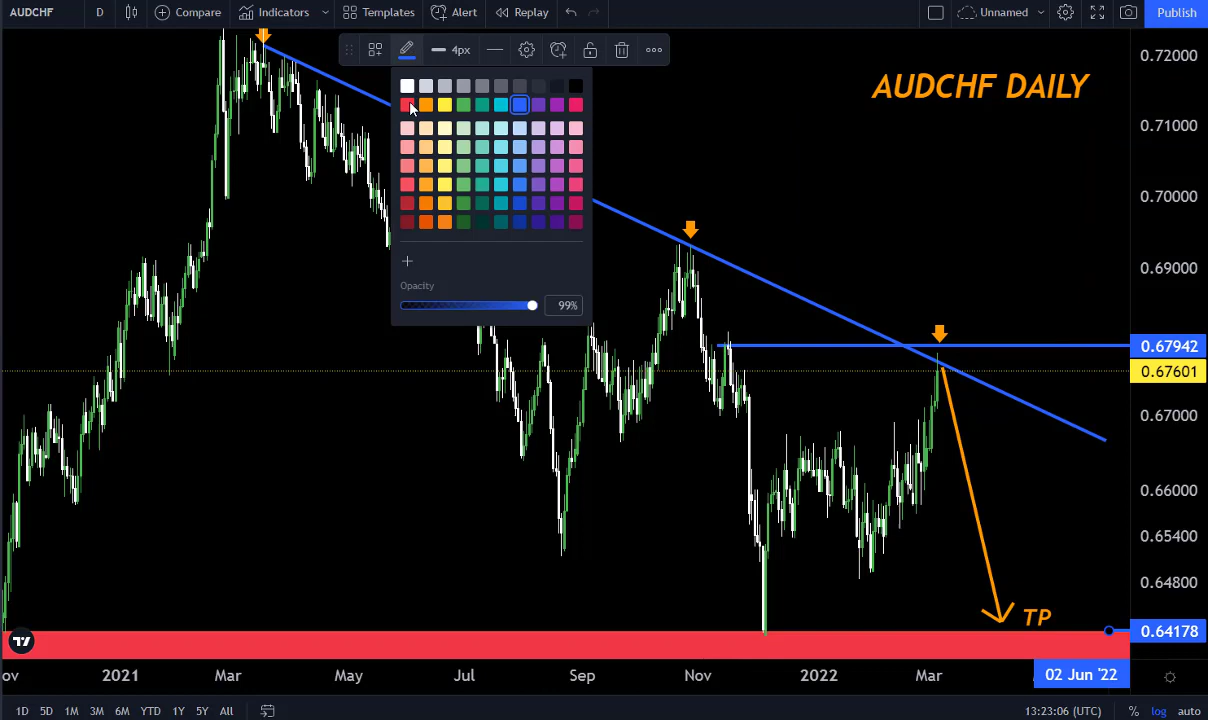 AUDCHF D Compare Indicators Templates Alert Replay Unnamed Publish
4px
AUDCHF DAILY
Opacity
99%
TP
0.72000
0.71000
0.70000
0.69000
0.67942
0.67601
0.67000
0.66000
0.65400
0.64800
0.64178
ov 2021 Mar May Jul Sep Nov 2022 Mar 02 Jun '22
1D 5D 1M 3M 6M YTD 1Y 5Y All 13:23:06 (UTC) % log auto